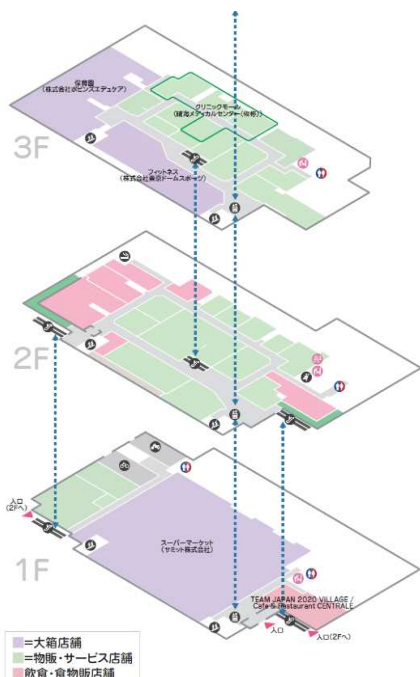 保育園
(株式会社ポピンズエデュケア)
クリニックモール
(晴海メディカルセンター(仮称))
3F
フィットネス
(株式会社東京ドームスポーツ)
2F
入口
(2Fへ)
スーパーマーケット
(サミット株式会社)
1F
TEAM JAPAN 2020 VILLAGE /
Cafe & Restaurant CENTRALE
入口
入口(2Fへ)
=大箱店舗
=物販・サービス店舗
飲食・食物販店舗